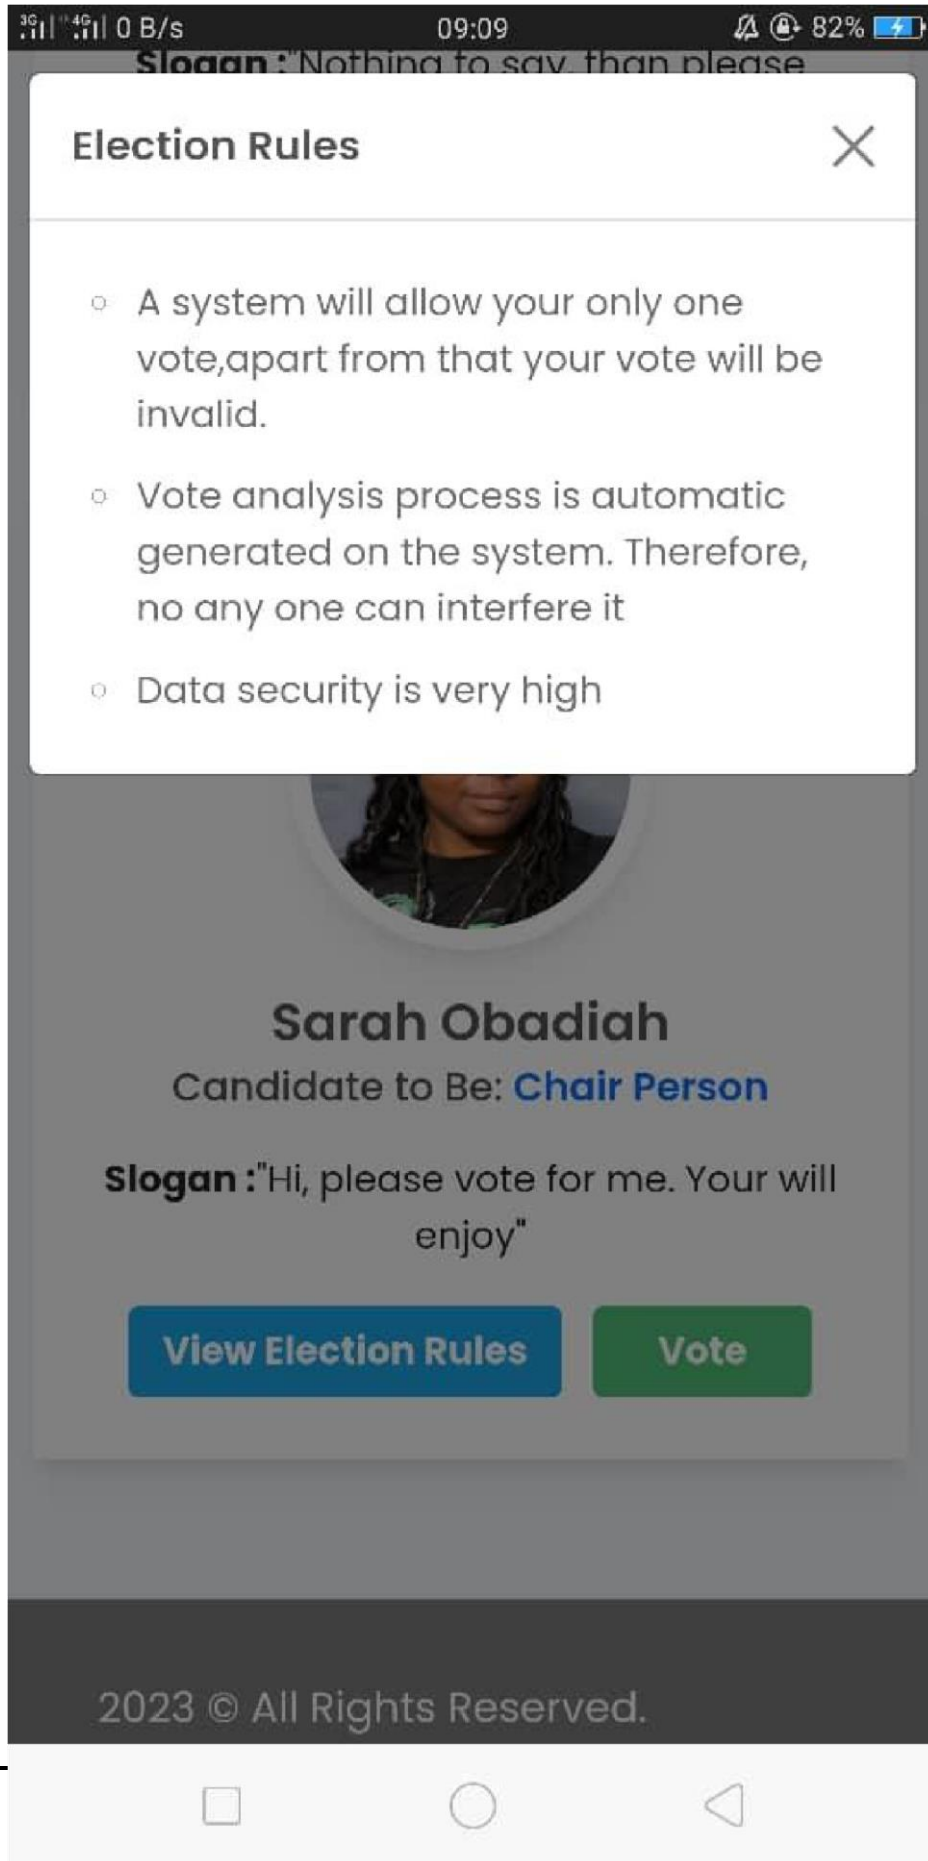 3G 4G 0 B/s 09:09 82%
Slogan :"Nothing to say, than please
Election Rules
A system will allow your only one
vote,apart from that your vote will be
invalid.
Vote analysis process is automatic
generated on the system. Therefore,
no any one can interfere it
Data security is very high
Sarah Obadiah
Candidate to Be: Chair Person
Slogan :"Hi, please vote for me. Your will
enjoy"
View Election Rules Vote
2023 © All Rights Reserved.